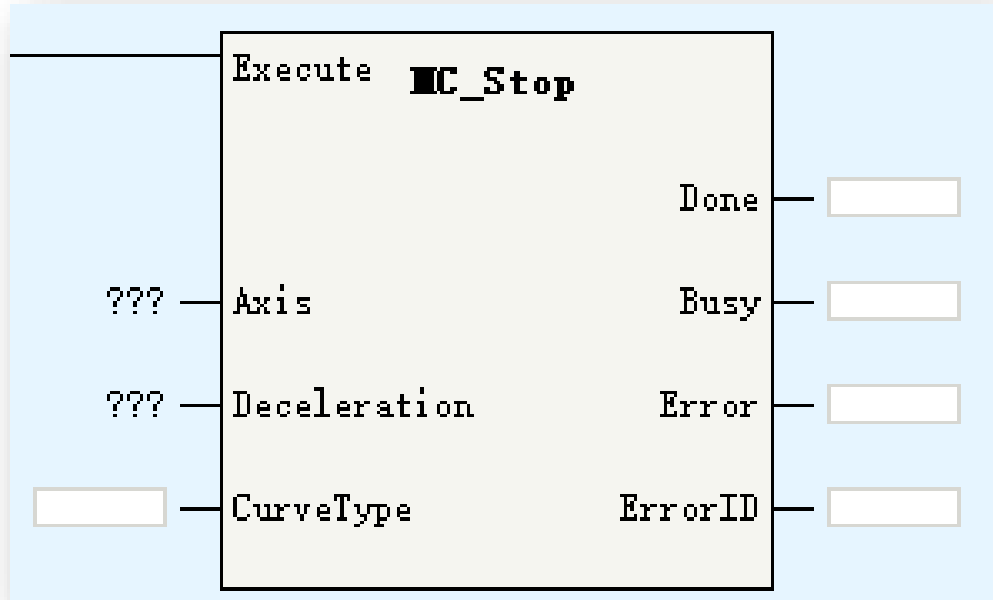 Execute MC_Stop
Done
??? Axis Busy
??? Deceleration Error
CurveType ErrorID